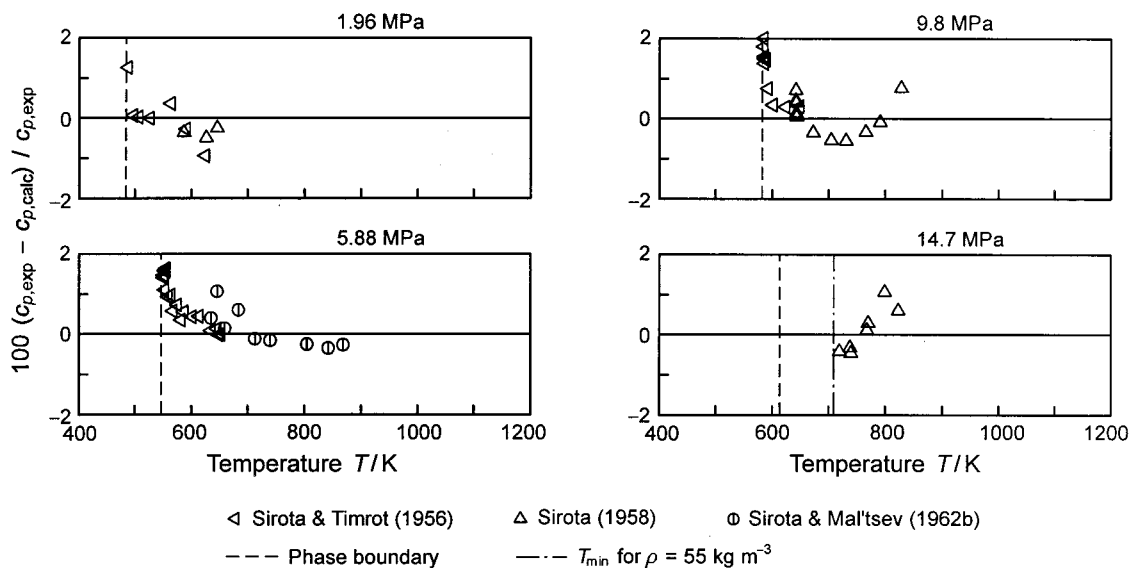 1.96 MPa
2
0
–2
5.88 MPa
2
0
–2
400 600 800 1000 1200
Temperature T/K
9.8 MPa
2
0
–2
14.7 MPa
2
0
–2
400 600 800 1000 1200
Temperature T/K
100 (cp,exp – cp,calc) / cp,exp
Sirota & Timrot (1956) Sirota (1958) Sirota & Mal'tsev (1962b)
Phase boundary Tmin for ρ = 55 kg m–3